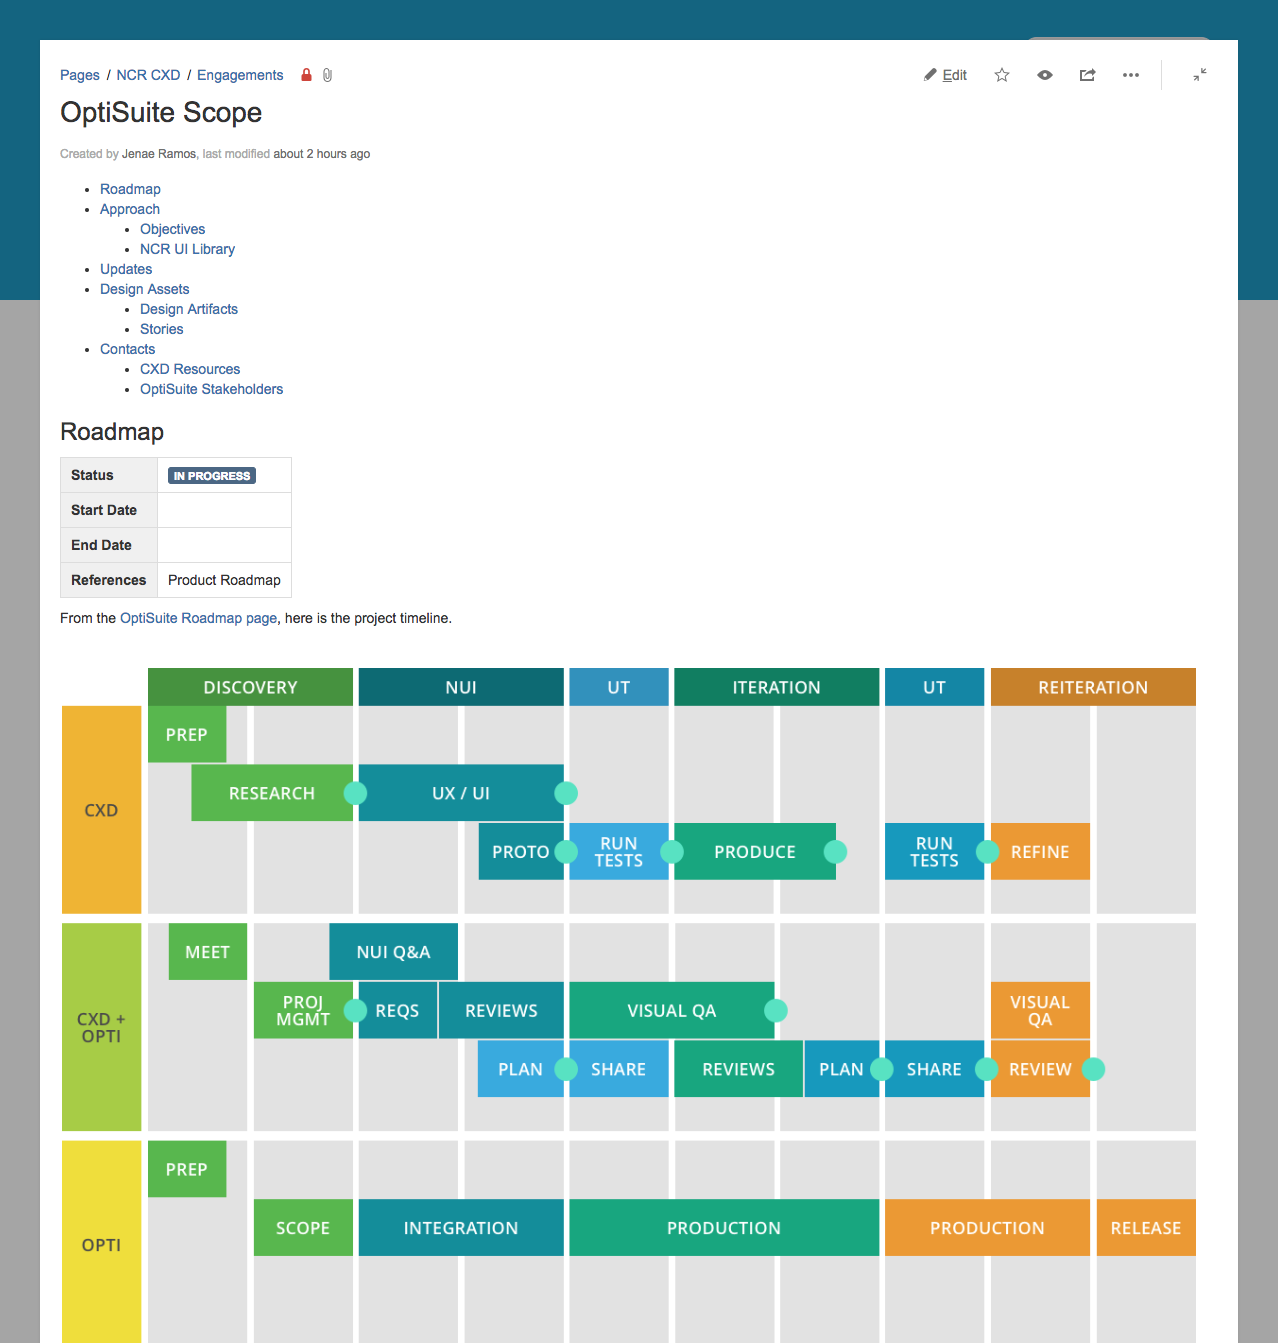 Pages / NCR CXD / Engagements
Edit
OptiSuite Scope
Created by Jenae Ramos, last modified about 2 hours ago
Roadmap
Approach
Objectives
NCR UI Library
Updates
Design Assets
Design Artifacts
Stories
Contacts
CXD Resources
OptiSuite Stakeholders
Roadmap
Status IN PROGRESS
Start Date
End Date
References Product Roadmap
From the OptiSuite Roadmap page, here is the project timeline.
DISCOVERY NUI UT ITERATION UT REITERATION
CXD
PREP
RESEARCH UX / UI
PROTO RUN TESTS PRODUCE RUN TESTS REFINE
CXD + OPTI
MEET NUI Q&A
PROJ MGMT REQS REVIEWS VISUAL QA VISUAL QA
PLAN SHARE REVIEWS PLAN SHARE REVIEW
OPTI
PREP
SCOPE INTEGRATION PRODUCTION PRODUCTION RELEASE